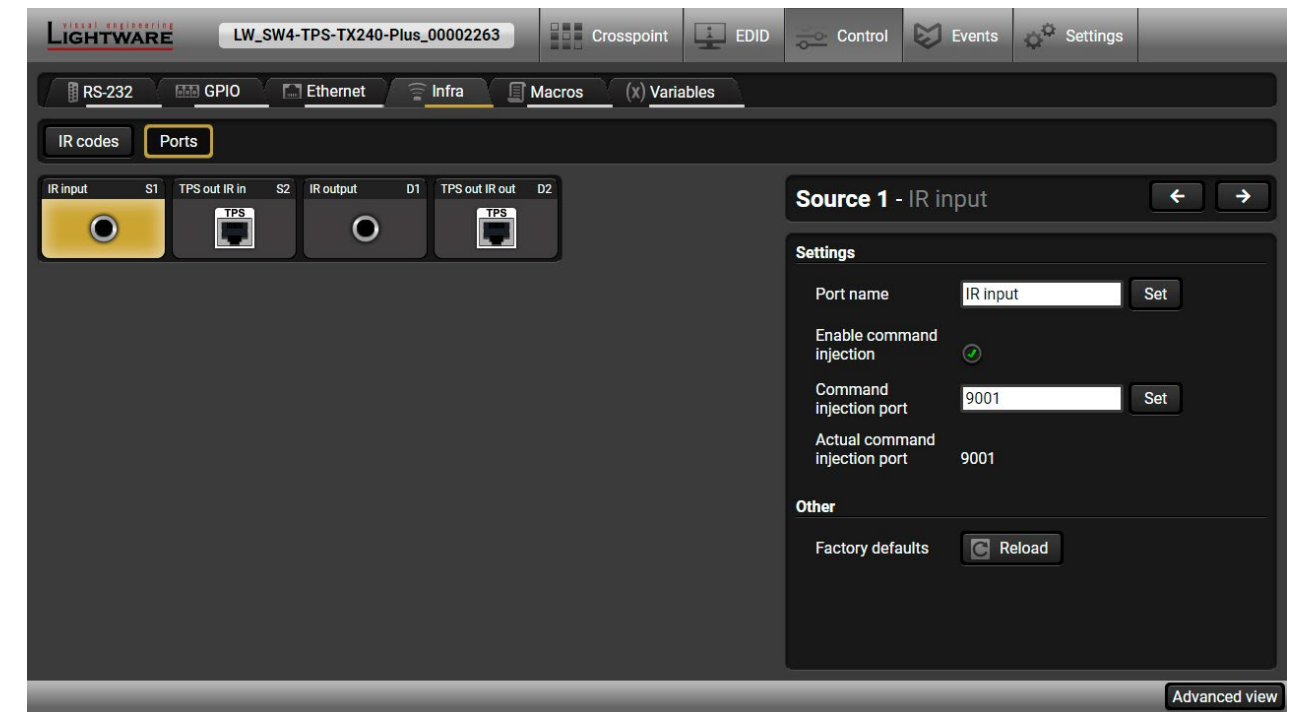 visual engineering
LIGHTWARE
LW_SW4-TPS-TX240-Plus_00002263
Crosspoint
EDID
Control
Events
Settings
RS-232
GPIO
Ethernet
Infra
Macros
(x) Variables
IR codes
Ports
IR input S1
TPS out IR in S2
IR output D1
TPS out IR out D2
TPS
TPS
Source 1 - IR input
Settings
Port name
IR input
Set
Enable command
injection
Command
injection port
9001
Set
Actual command
injection port
9001
Other
Factory defaults
Reload
Advanced view